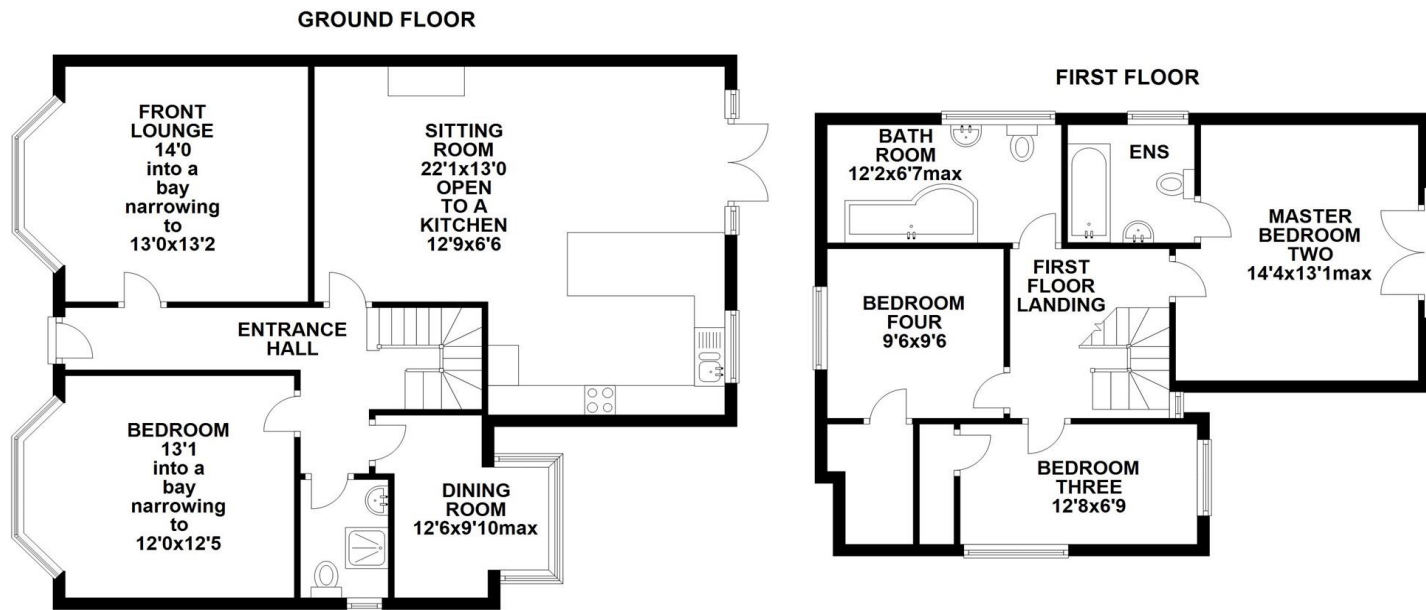 GROUND FLOOR
FRONT
LOUNGE
14'0
into a
bay
narrowing
to
13'0x13'2
SITTING
ROOM
22'1x13'0
OPEN
TO A
KITCHEN
12'9x6'6
ENTRANCE
HALL
BEDROOM
13'1
into a
bay
narrowing
to
12'0x12'5
DINING
ROOM
12'6x9'10max
FIRST FLOOR
BATH
ROOM
12'2x6'7max
ENS
MASTER
BEDROOM
TWO
14'4x13'1max
FIRST
FLOOR
LANDING
BEDROOM
FOUR
9'6x9'6
BEDROOM
THREE
12'8x6'9